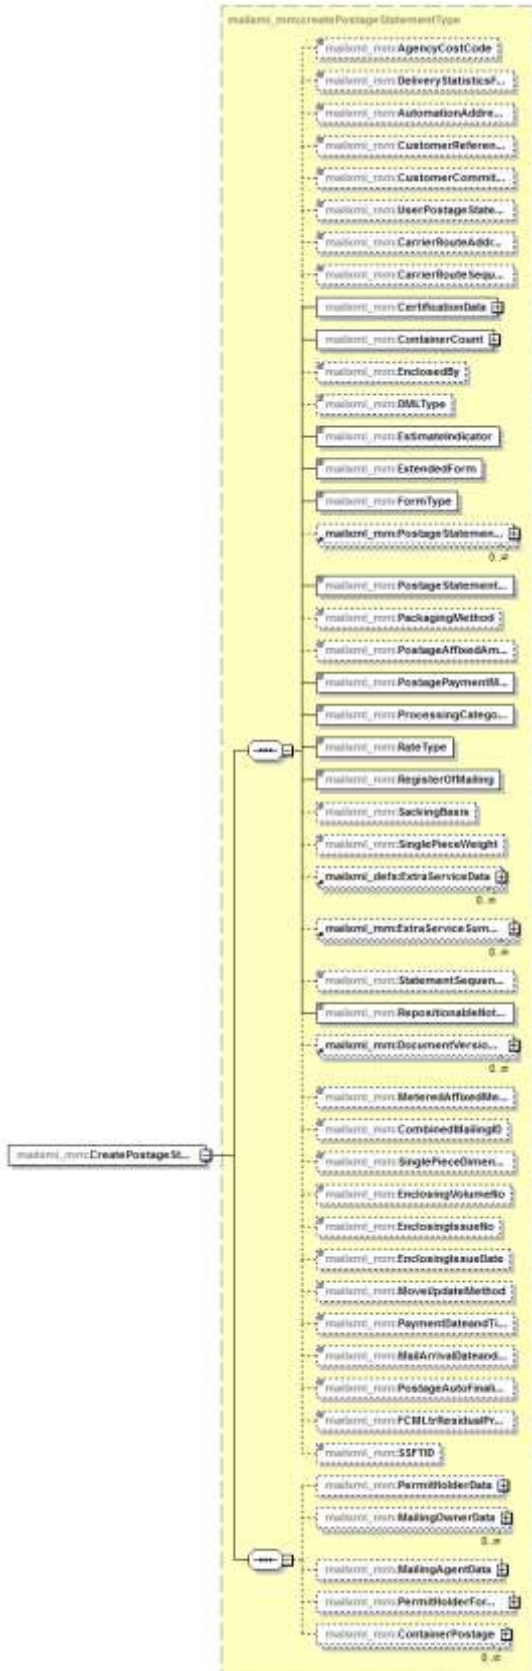 mailxml_mm:createPostageStatementType
mailxml_mm:AgencyCostCode
mailxml_mm:DeliveryStatisticsF...
mailxml_mm:AutomationAddre...
mailxml_mm:CustomerReferen...
mailxml_mm:CustomerCommit...
mailxml_mm:UserPostageState...
mailxml_mm:CarrierRouteAddr...
mailxml_mm:CarrierRouteSequ...
mailxml_mm:CertificationData
mailxml_mm:ContainerCount
mailxml_mm:EnclosedBy
mailxml_mm:DMLType
mailxml_mm:EstimateIndicator
mailxml_mm:ExtendedForm
mailxml_mm:FormType
mailxml_mm:PostageStatemen...
0..∞
mailxml_mm:PostageStatement...
mailxml_mm:PackagingMethod
mailxml_mm:PostageAffixedAm...
mailxml_mm:PostagePaymentM...
mailxml_mm:ProcessingCatego...
mailxml_mm:RateType
mailxml_mm:RegisterOfMailing
mailxml_mm:SackingBasis
mailxml_mm:SinglePieceWeight
mailxml_defs:ExtraServiceData
0..∞
mailxml_mm:ExtraServiceSum...
0..∞
mailxml_mm:StatementSequen...
mailxml_mm:RepositionableNot...
mailxml_mm:DocumentVersio...
0..∞
mailxml_mm:MeteredAffixedMe...
mailxml_mm:CombinedMailingID
mailxml_mm:CreatePostageSt...
mailxml_mm:SinglePieceDimen...
mailxml_mm:EnclosingVolumeNo
mailxml_mm:EnclosingIssueNo
mailxml_mm:EnclosingIssueDate
mailxml_mm:MoveUpdateMethod
mailxml_mm:PaymentDateandTi...
mailxml_mm:MailArrivalDateand...
mailxml_mm:PostageAutoFinali...
mailxml_mm:FCMLtrResidualPr...
mailxml_mm:SSFTID
mailxml_mm:PermitHolderData
mailxml_mm:MailingOwnerData
0..∞
mailxml_mm:MailingAgentData
mailxml_mm:PermitHolderFor...
mailxml_mm:ContainerPostage
0..∞